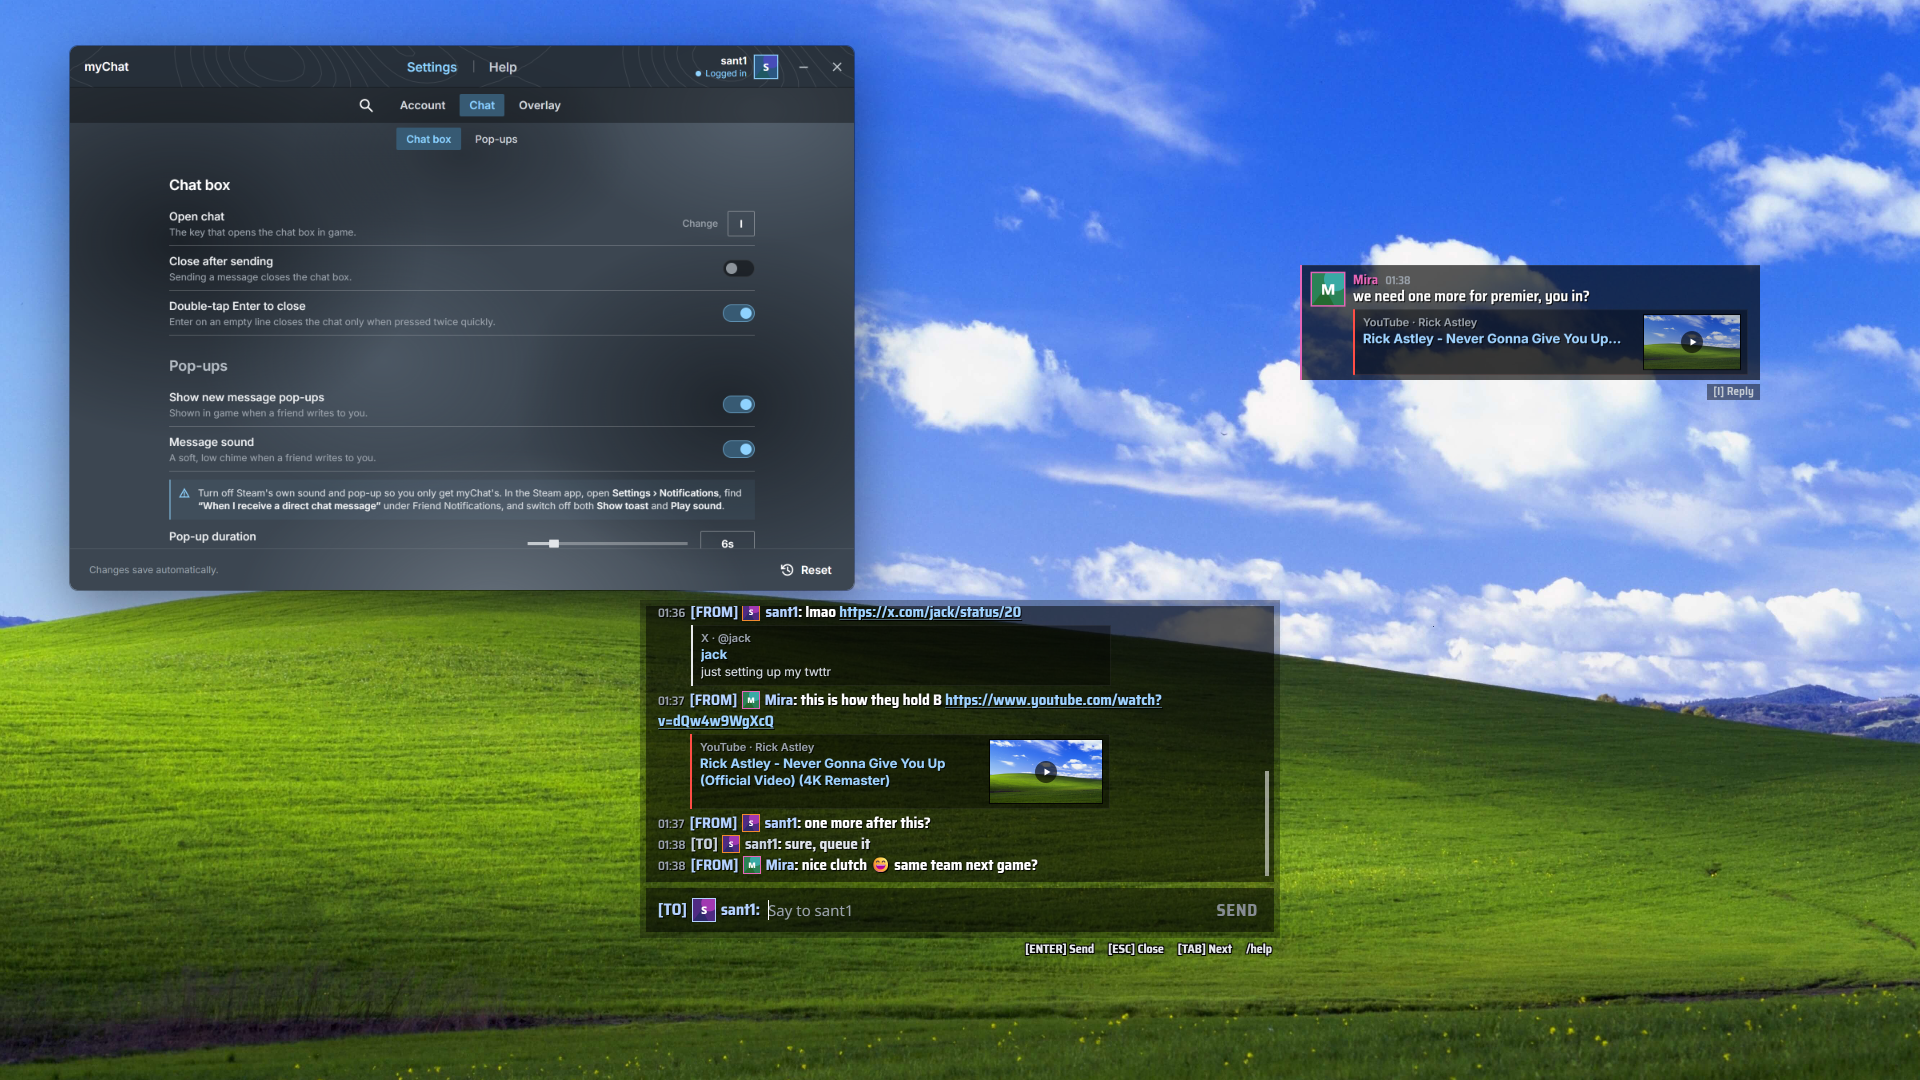 myChat
Settings
Help
sant1
Logged in
S
Account
Chat
Overlay
Chat box
Pop-ups
Chat box
Open chat
The key that opens the chat box in game.
Change
I
Close after sending
Sending a message closes the chat box.
Double-tap Enter to close
Enter on an empty line closes the chat only when pressed twice quickly.
Pop-ups
Show new message pop-ups
Shown in game when a friend writes to you.
Message sound
A soft, low chime when a friend writes to you.
Turn off Steam's own sound and pop-up so you only get myChat's. In the Steam app, open Settings › Notifications, find
“When I receive a direct chat message” under Friend Notifications, and switch off both Show toast and Play sound.
Pop-up duration
6s
Changes save automatically.
Reset
M
Mira 01:38
we need one more for premier, you in?
YouTube · Rick Astley
Rick Astley - Never Gonna Give You Up...
[I] Reply
01:36 [FROM] S sant1: lmao https://x.com/jack/status/20
X · @jack
jack
just setting up my twttr
01:37 [FROM] M Mira: this is how they hold B https://www.youtube.com/watch?
v=dQw4w9WgXcQ
YouTube · Rick Astley
Rick Astley - Never Gonna Give You Up
(Official Video) (4K Remaster)
01:37 [FROM] S sant1: one more after this?
01:38 [TO] S sant1: sure, queue it
01:38 [FROM] M Mira: nice clutch 😄 same team next game?
[TO] S sant1: Say to sant1
SEND
[ENTER] Send [ESC] Close [TAB] Next /help